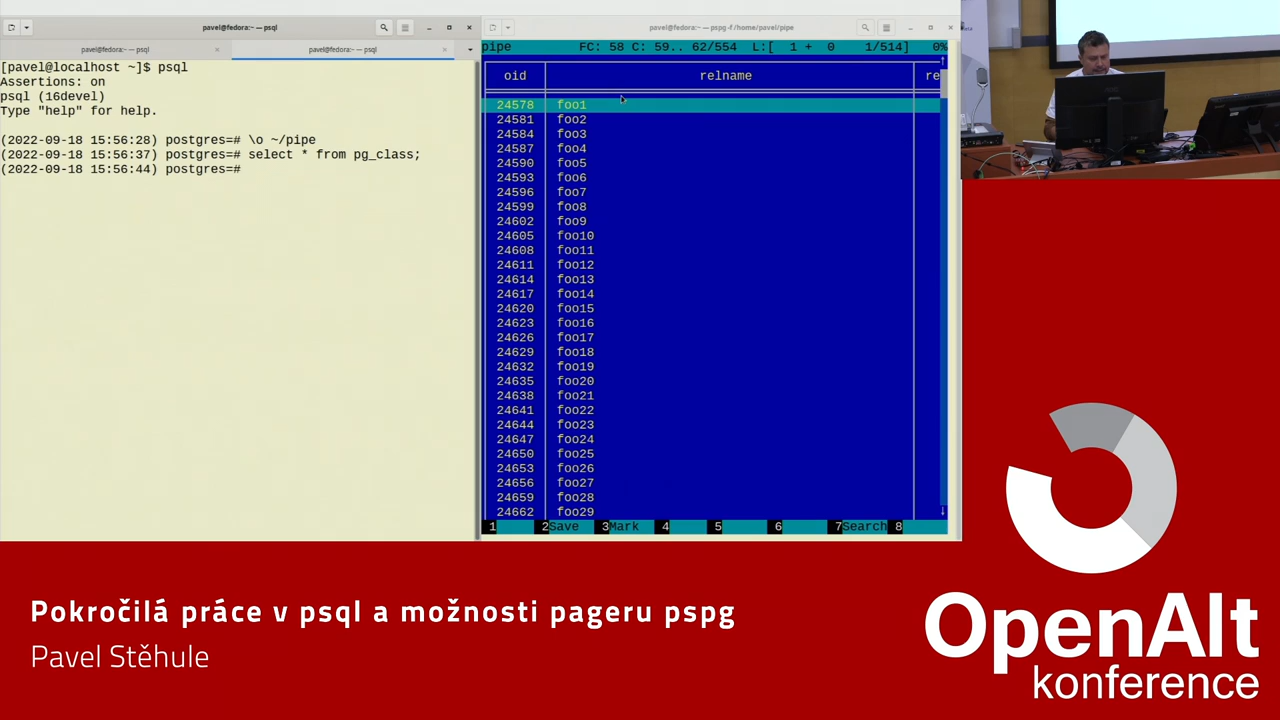 pavel@fedora:~ — psql
pavel@fedora:~ — psql
pavel@fedora:~ — psql
[pavel@localhost ~]$ psql
Assertions: on
psql (16devel)
Type "help" for help.
(2022-09-18 15:56:28) postgres=# \o ~/pipe
(2022-09-18 15:56:37) postgres=# select * from pg_class;
(2022-09-18 15:56:44) postgres=#
pavel@fedora:~ — pspg -f /home/pavel/pipe
pipe FC: 58 C: 59.. 62/554 L:[ 1 + 0 1/514] 0%
oid relname re
24578 foo1
24581 foo2
24584 foo3
24587 foo4
24590 foo5
24593 foo6
24596 foo7
24599 foo8
24602 foo9
24605 foo10
24608 foo11
24611 foo12
24614 foo13
24617 foo14
24620 foo15
24623 foo16
24626 foo17
24629 foo18
24632 foo19
24635 foo20
24638 foo21
24641 foo22
24644 foo23
24647 foo24
24650 foo25
24653 foo26
24656 foo27
24659 foo28
24662 foo29
1 2Save 3Mark 4 5 6 7Search 8
Pokročilá práce v psql a možnosti pageru pspg
Pavel Stěhule
OpenAlt
konference